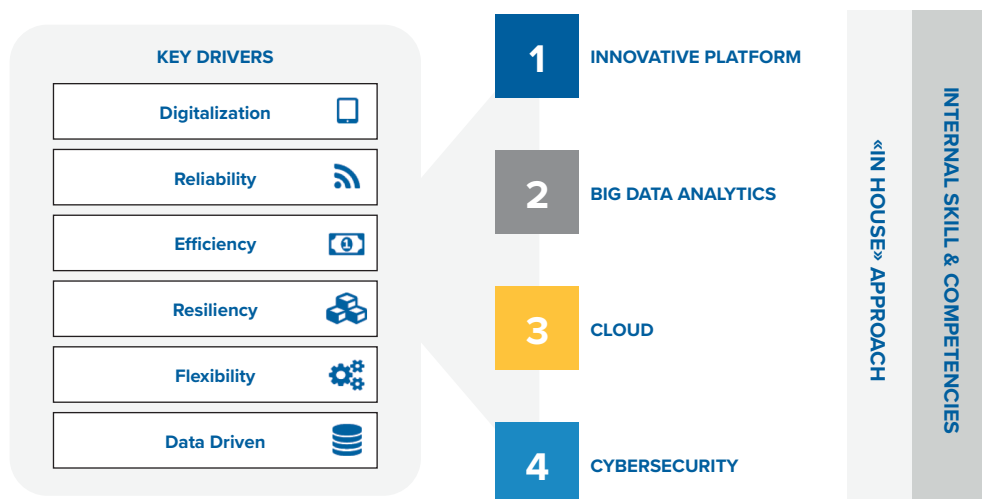 KEY DRIVERS
Digitalization
Reliability
Efficiency
1
Resiliency
Flexibility
Data Driven
1
INNOVATIVE PLATFORM
2
BIG DATA ANALYTICS
3
CLOUD
4
CYBERSECURITY
«IN HOUSE» APPROACH
INTERNAL SKILL & COMPETENCIES